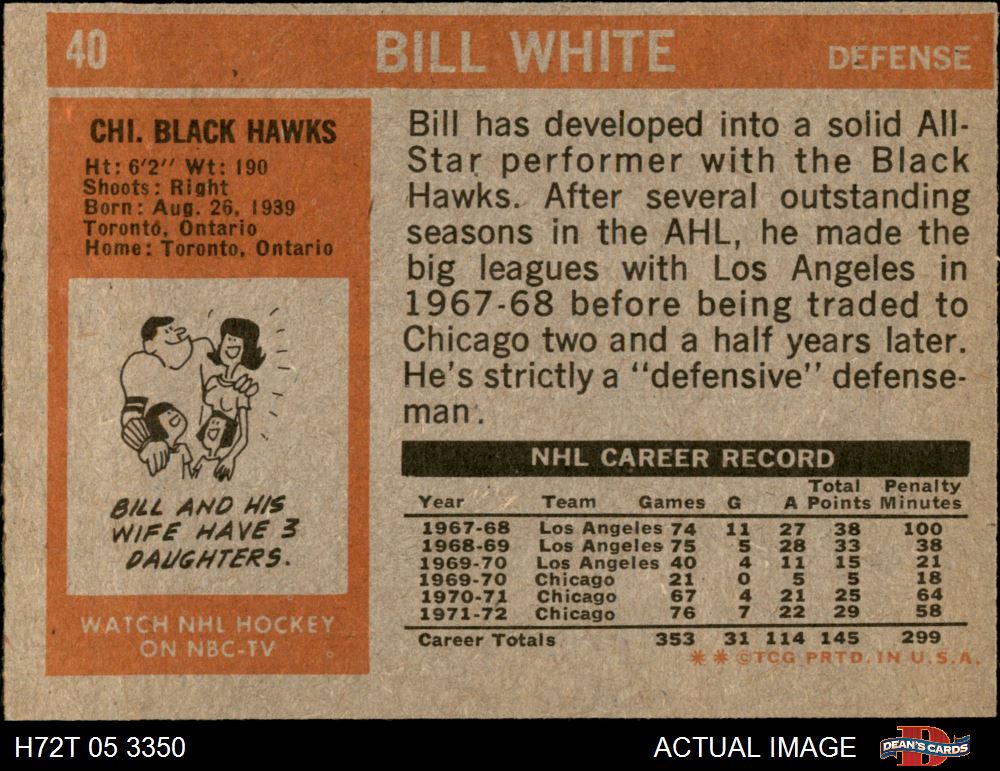 40
BILL WHITE
DEFENSE
CHI. BLACK HAWKS
Ht: 6'2" Wt: 190
Shoots: Right
Born: Aug. 26, 1939
Toronto, Ontario
Home: Toronto, Ontario
BILL AND HIS
WIFE HAVE 3
DAUGHTERS.
WATCH NHL HOCKEY
ON NBC-TV
Bill has developed into a solid All-
Star performer with the Black
Hawks. After several outstanding
seasons in the AHL, he made the
big leagues with Los Angeles in
1967-68 before being traded to
Chicago two and a half years later.
He's strictly a "defensive" defense-
man.
NHL CAREER RECORD
Year Team Games G A Total Points Penalty Minutes
1967-68 Los Angeles 74 11 27 38 100
1968-69 Los Angeles 75 5 28 33 38
1969-70 Los Angeles 40 4 11 15 21
1969-70 Chicago 21 0 5 5 18
1970-71 Chicago 67 4 21 25 64
1971-72 Chicago 76 7 22 29 58
Career Totals 353 31 114 145 299
* * ©TCG PRTD. IN U.S.A.
H72T 05 3350
ACTUAL IMAGE
DEAN'S CARDS